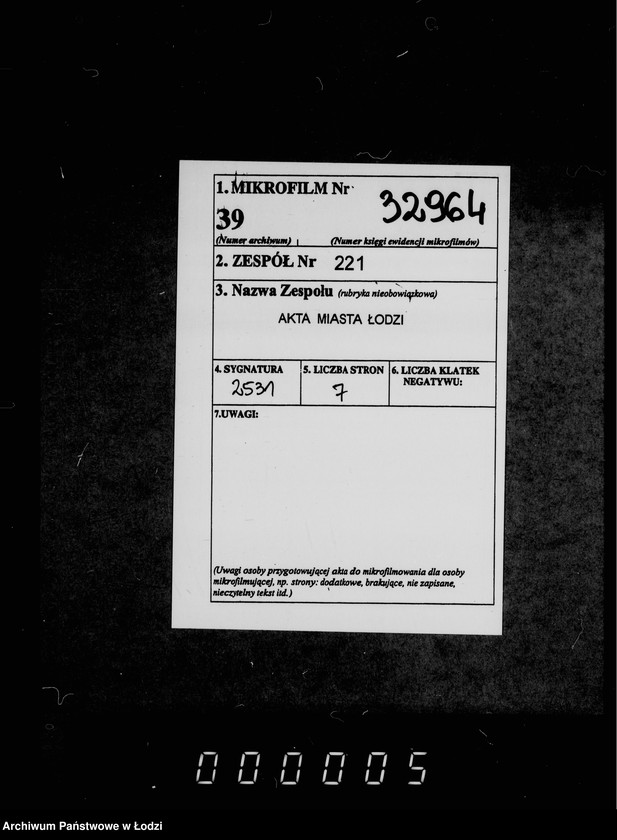 1. MIKROFILM Nr
39 32964
(Numer archiwum) (Numer księgi ewidencji mikrofilmów)
2. ZESPÓŁ Nr 221
3. Nazwa Zespołu (rubryka nieobowiązkowa)
AKTA MIASTA ŁODZI
4. SYGNATURA 5. LICZBA STRON 6. LICZBA KLATEK
NEGATYWU:
2531 7
7.UWAGI:
(Uwagi osoby przygotowującej akta do mikrofilmowania dla osoby
mikrofilmującej, np. strony: dodatkowe, brakujące, nie zapisane,
nieczytelny tekst itd.)
000005
Archiwum Państwowe w Łodzi